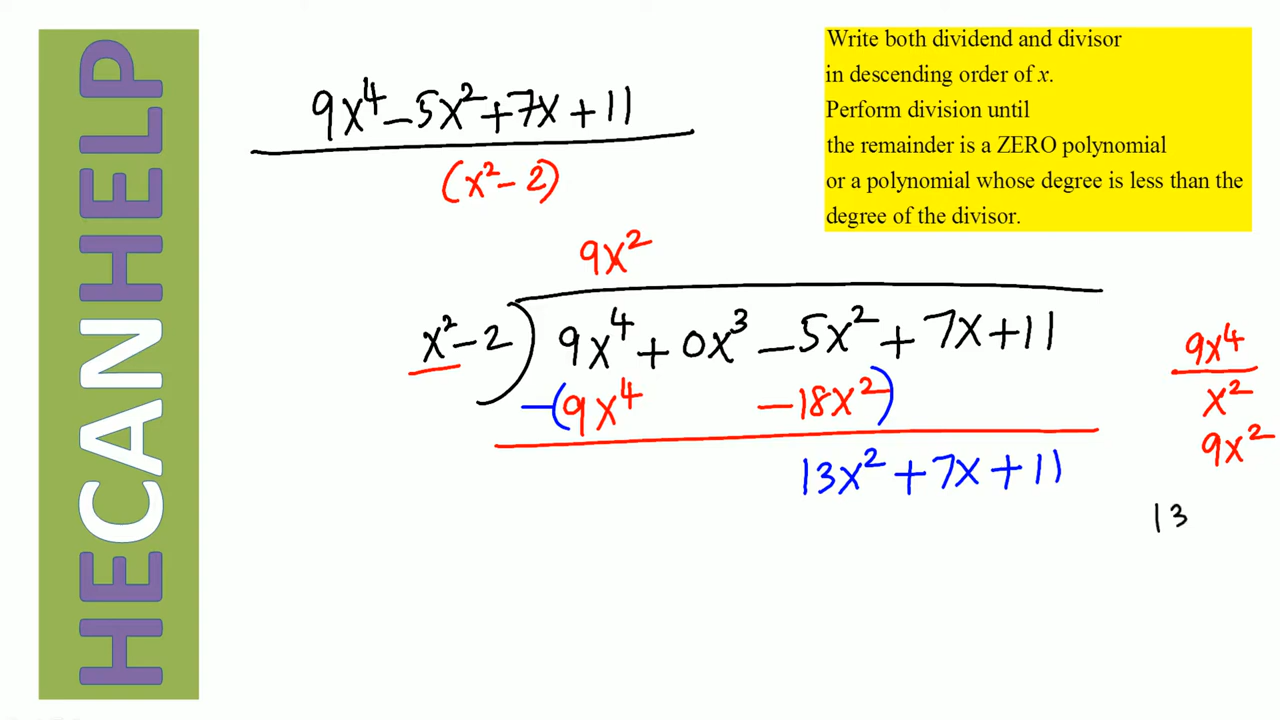 HECANHELP
9x⁴ - 5x² + 7x + 11
(x² - 2)
Write both dividend and divisor
in descending order of x.
Perform division until
the remainder is a ZERO polynomial
or a polynomial whose degree is less than the
degree of the divisor.
9x²
x² - 2 ) 9x⁴ + 0x³ - 5x² + 7x + 11
-(9x⁴ - 18x²)
13x² + 7x + 11
9x⁴
x²
9x²
13